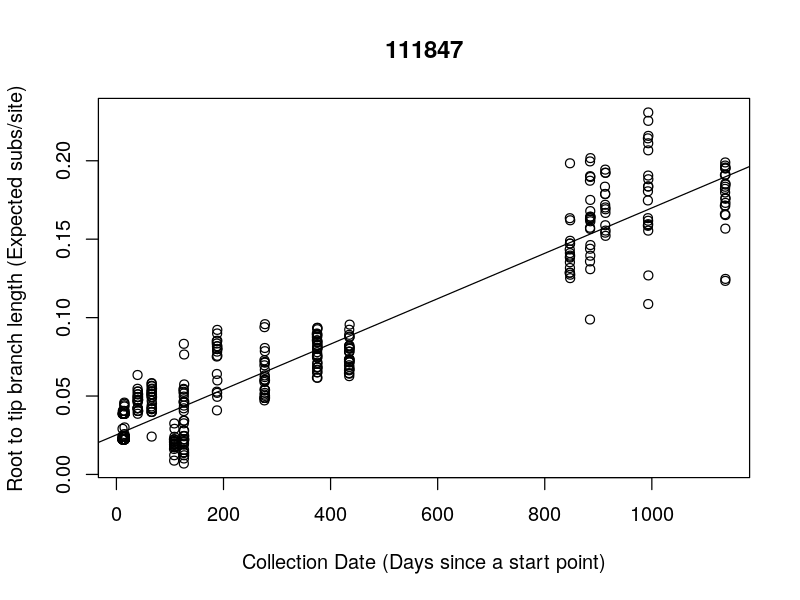 111847
Root to tip branch length (Expected subs/site)
0.20
0.15
0.10
0.05
0.00
0 200 400 600 800 1000
Collection Date (Days since a start point)